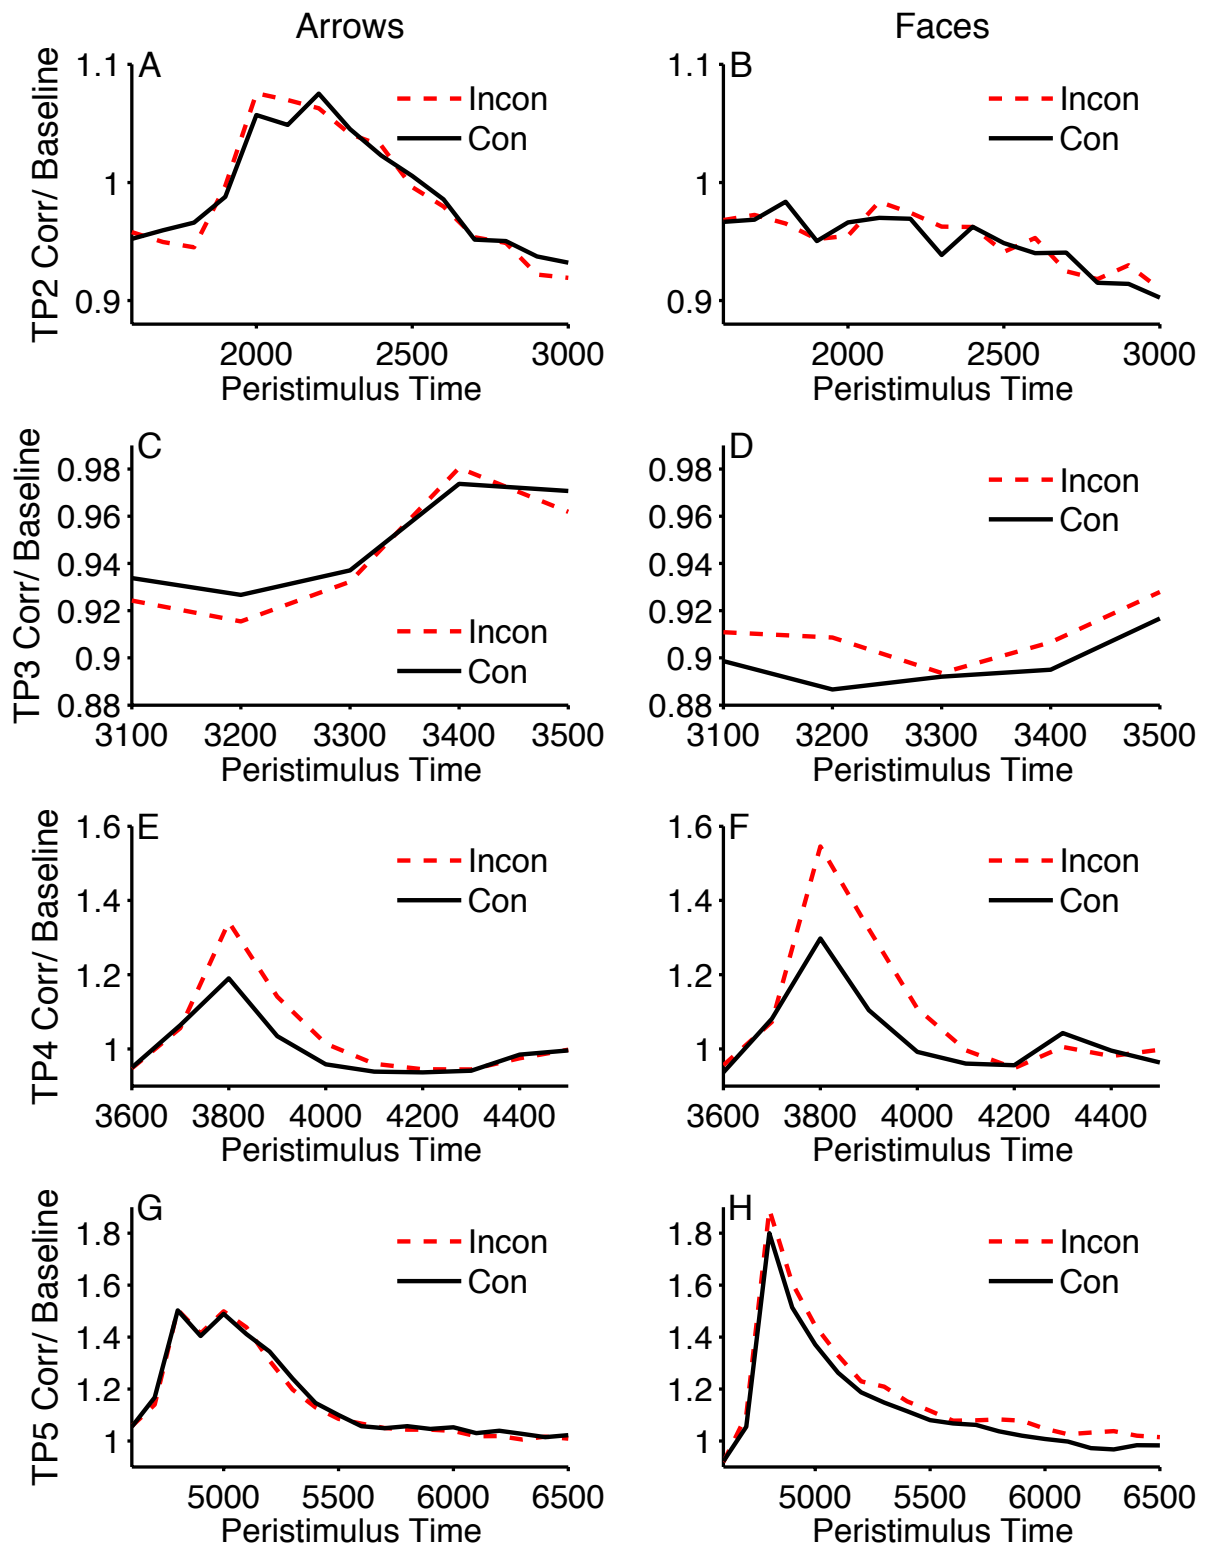 Arrows
Faces
TP2 Corr/ Baseline
1.1
1
0.9
A
Incon
Con
2000 2500 3000
Peristimulus Time
1.1
1
0.9
B
Incon
Con
2000 2500 3000
Peristimulus Time
TP3 Corr/ Baseline
0.98
0.96
0.94
0.92
0.9
0.88
C
Incon
Con
3100 3200 3300 3400 3500
Peristimulus Time
0.98
0.96
0.94
0.92
0.9
0.88
D
Incon
Con
3100 3200 3300 3400 3500
Peristimulus Time
TP4 Corr/ Baseline
1.6
1.4
1.2
1
E
Incon
Con
3600 3800 4000 4200 4400
Peristimulus Time
1.6
1.4
1.2
1
F
Incon
Con
3600 3800 4000 4200 4400
Peristimulus Time
TP5 Corr/ Baseline
1.8
1.6
1.4
1.2
1
G
Incon
Con
5000 5500 6000 6500
Peristimulus Time
1.8
1.6
1.4
1.2
1
H
Incon
Con
5000 5500 6000 6500
Peristimulus Time